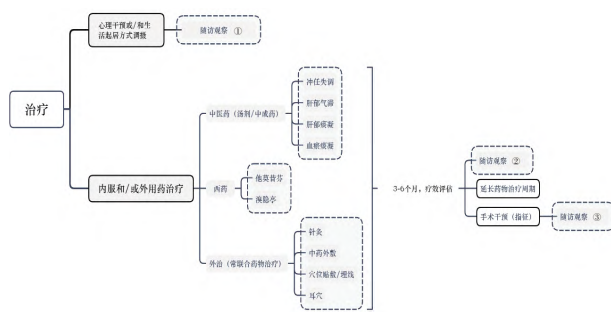 治疗
心理干预或/和生
活起居方式调摄
随访观察 ①
内服和/或外用药治疗
中医药（汤剂/中成药）
冲任失调
肝郁气滞
肝郁痰凝
血瘀痰凝
西药
他莫昔芬
溴隐亭
外治（常联合药物治疗）
针灸
中药外敷
穴位贴敷/埋线
耳穴
3-6个月，疗效评估
随访观察 ②
延长药物治疗周期
手术干预（指征）
随访观察 ③